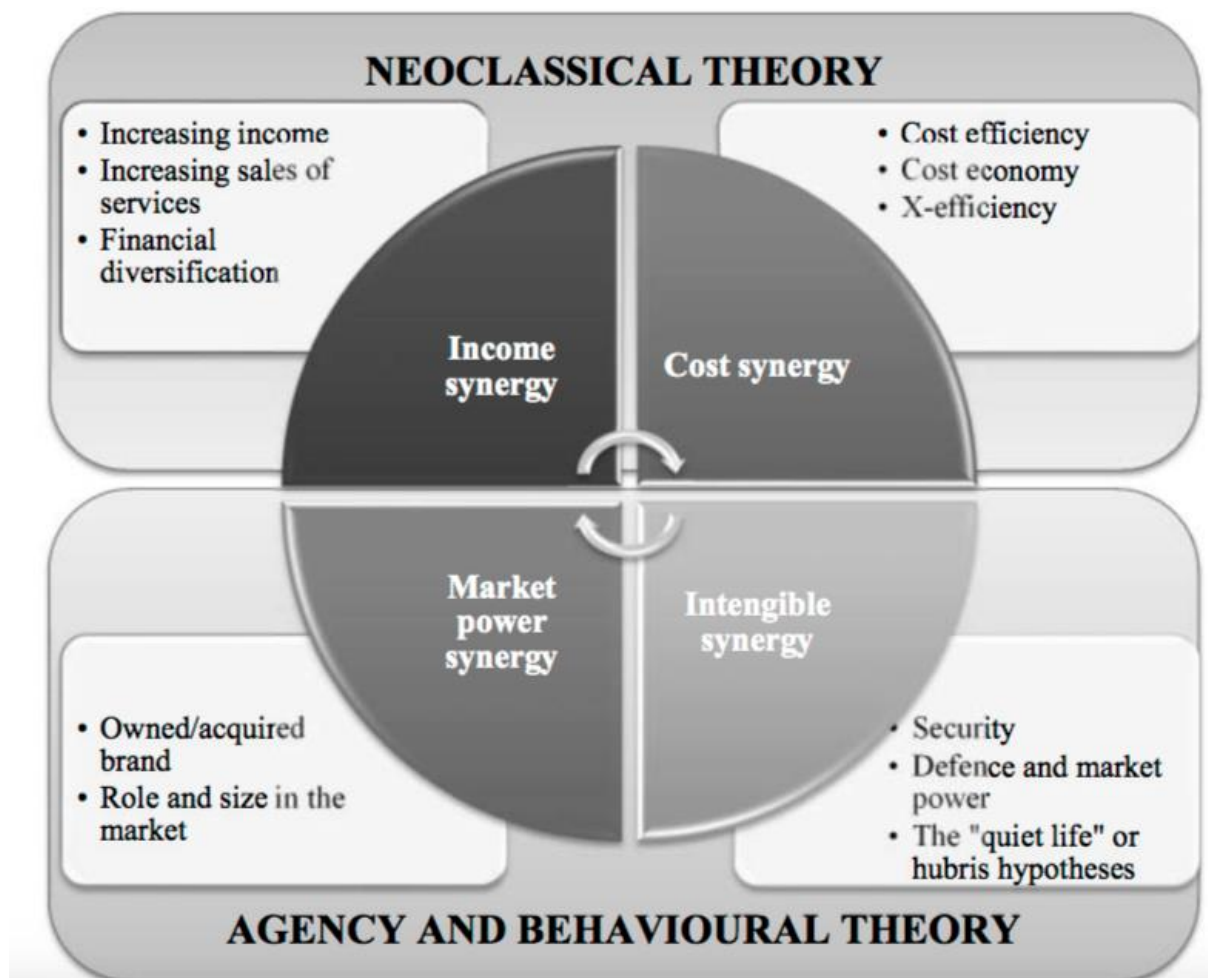 NEOCLASSICAL THEORY
• Increasing income
• Increasing sales of
services
• Financial
diversification
• Cost efficiency
• Cost economy
• X-efficiency
Income
synergy
Cost synergy
Market
power
synergy
Intengible
synergy
• Owned/acquired
brand
• Role and size in the
market
• Security
• Defence and market
power
• The "quiet life" or
hubris hypotheses
AGENCY AND BEHAVIOURAL THEORY